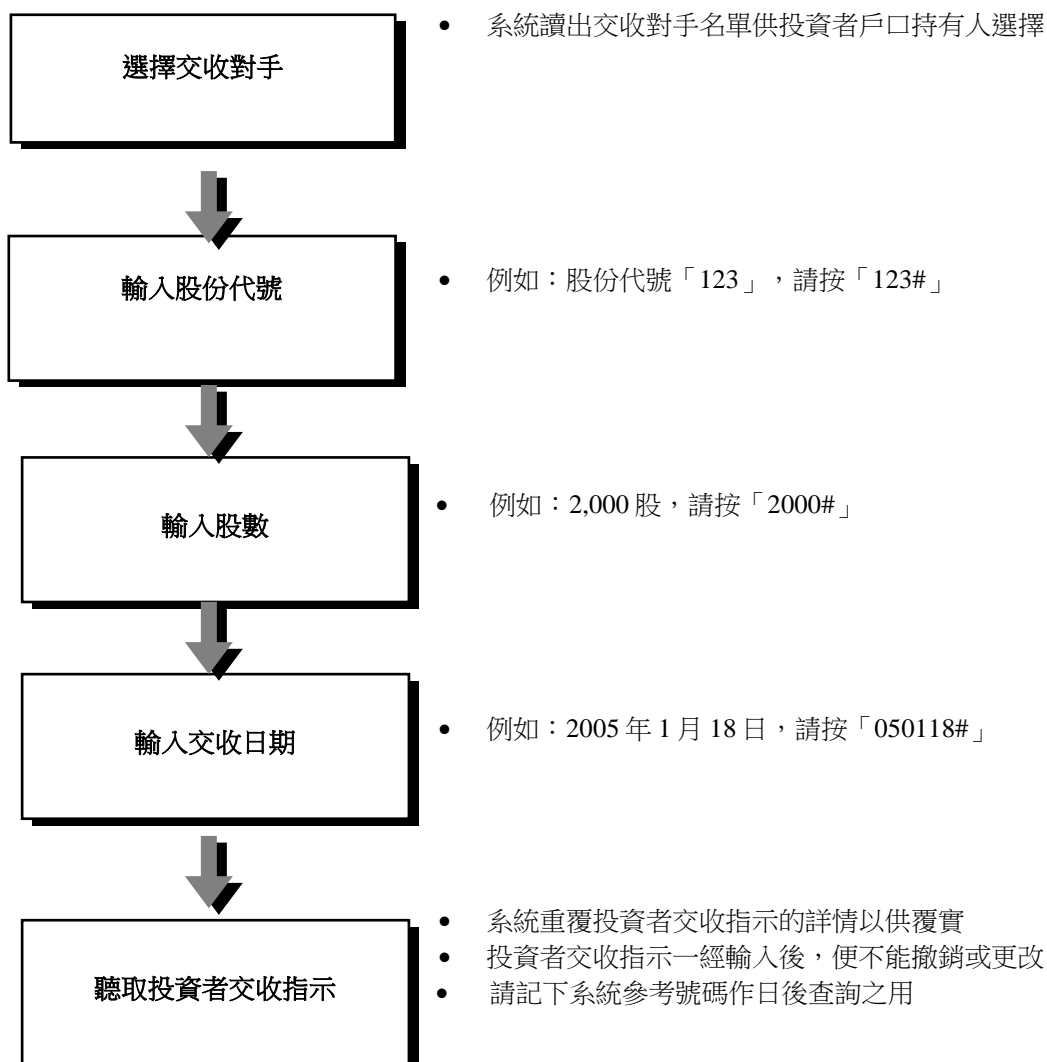 選擇交收對手
• 系統讀出交收對手名單供投資者戶口持有人選擇
輸入股份代號
• 例如：股份代號「123」，請按「123#」
輸入股數
• 例如：2,000 股，請按「2000#」
輸入交收日期
• 例如：2005 年 1 月 18 日，請按「050118#」
聽取投資者交收指示
• 系統重覆投資者交收指示的詳情以供覆實
• 投資者交收指示一經輸入後，便不能撤銷或更改
• 請記下系統參考號碼作日後查詢之用